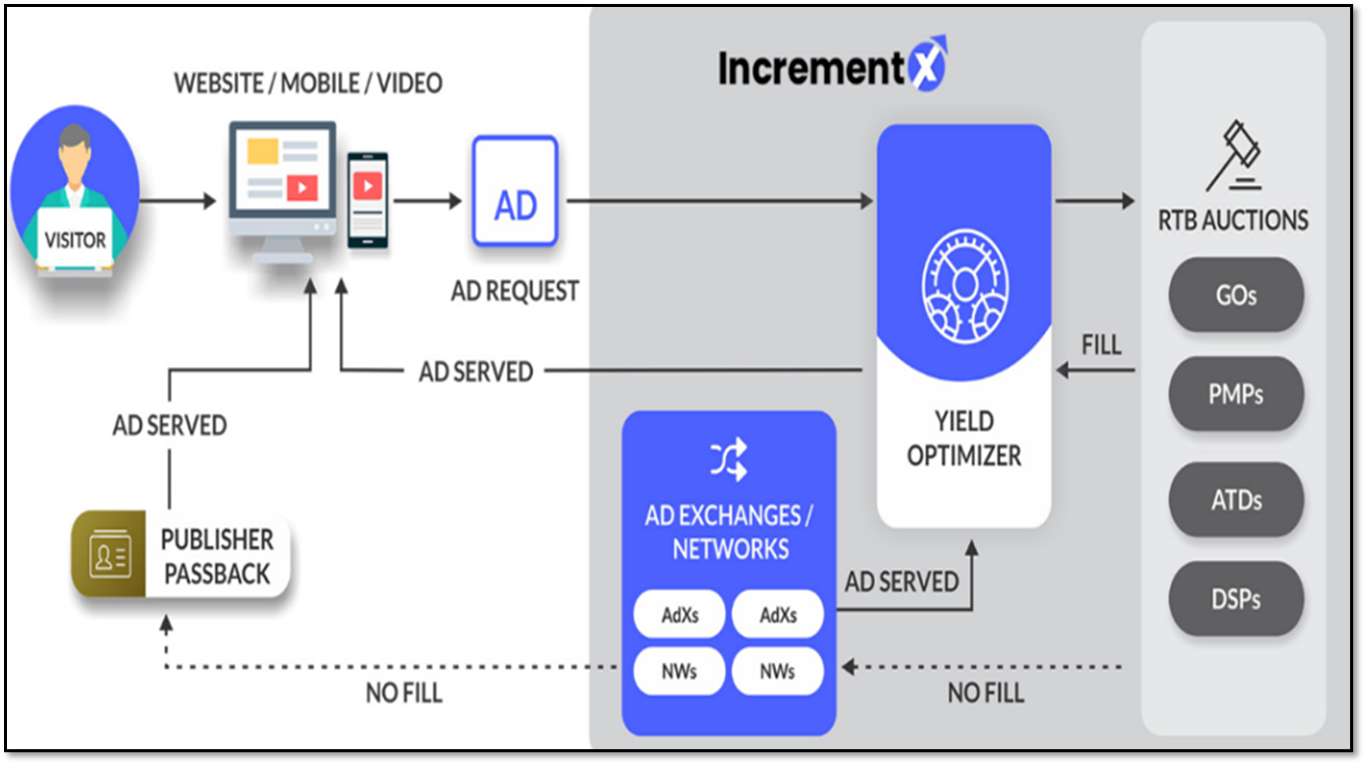 IncrementX
WEBSITE / MOBILE / VIDEO
VISITOR
AD
AD REQUEST
RTB AUCTIONS
GOs
PMPs
ATDs
DSPs
FILL
YIELD
OPTIMIZER
AD SERVED
AD SERVED
PUBLISHER
PASSBACK
AD EXCHANGES /
NETWORKS
AdXs
AdXs
NWs
NWs
AD SERVED
NO FILL
NO FILL